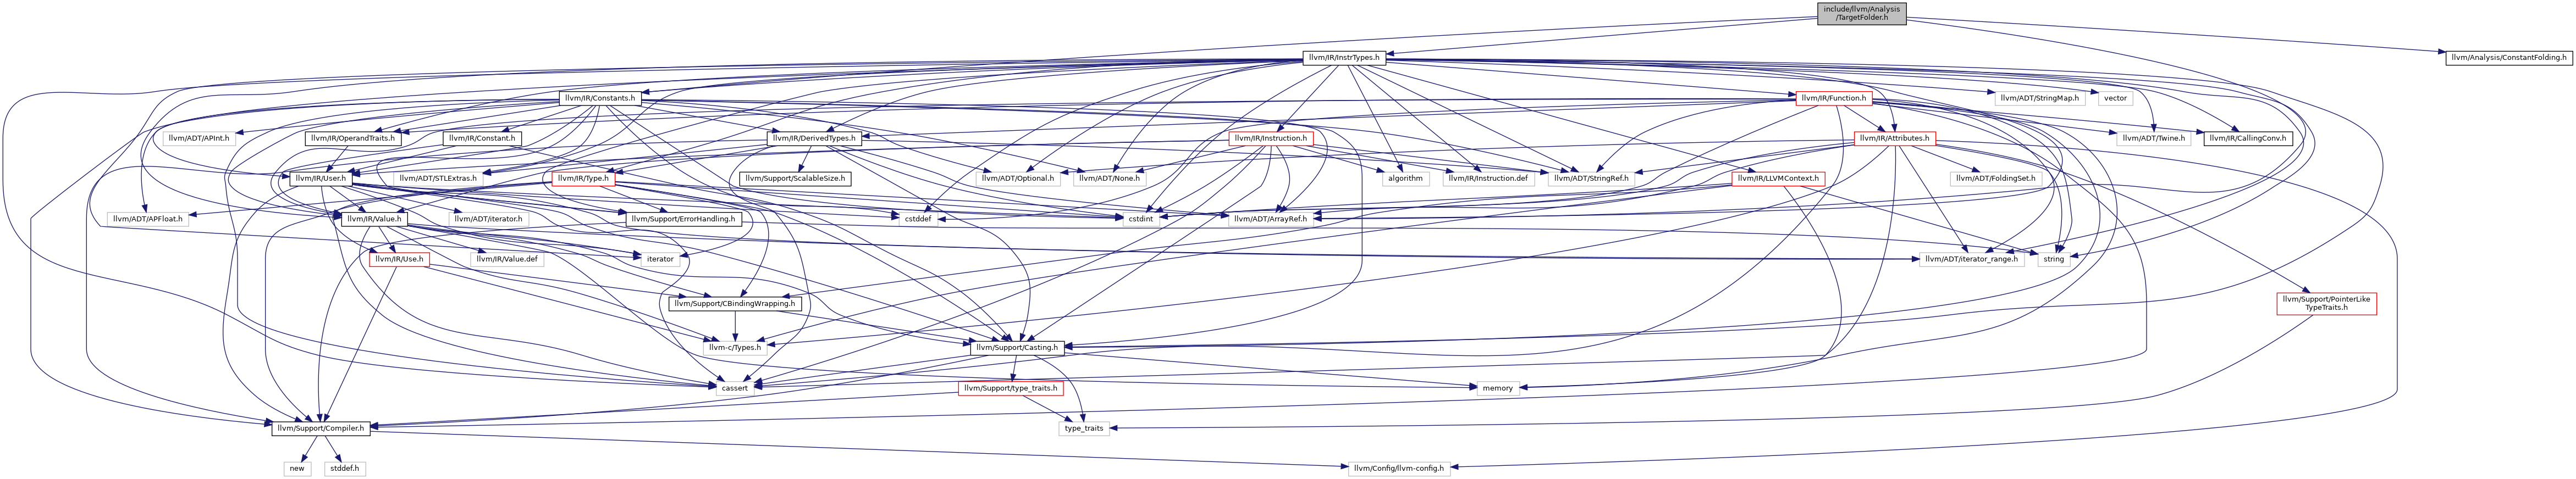 include/llvm/Analysis
/TargetFolder.h
llvm/IR/InstrTypes.h
llvm/Analysis/ConstantFolding.h
llvm/IR/Constants.h
llvm/IR/Function.h
llvm/ADT/StringMap.h
vector
llvm/ADT/APInt.h
llvm/IR/OperandTraits.h
llvm/IR/Constant.h
llvm/IR/DerivedTypes.h
llvm/IR/Instruction.h
llvm/IR/Attributes.h
llvm/ADT/Twine.h
llvm/IR/CallingConv.h
llvm/IR/User.h
llvm/ADT/STLExtras.h
llvm/IR/Type.h
llvm/Support/ScalableSize.h
llvm/ADT/Optional.h
llvm/ADT/None.h
algorithm
llvm/IR/Instruction.def
llvm/ADT/StringRef.h
llvm/IR/LLVMContext.h
llvm/ADT/FoldingSet.h
llvm/ADT/APFloat.h
llvm/IR/Value.h
llvm/ADT/iterator.h
llvm/Support/ErrorHandling.h
cstddef
cstdint
llvm/ADT/ArrayRef.h
llvm/IR/Use.h
llvm/IR/Value.def
iterator
llvm/ADT/iterator_range.h
string
llvm/Support/CBindingWrapping.h
llvm/Support/PointerLike
TypeTraits.h
llvm-c/Types.h
llvm/Support/Casting.h
cassert
llvm/Support/type_traits.h
memory
llvm/Support/Compiler.h
type_traits
new
stddef.h
llvm/Config/llvm-config.h